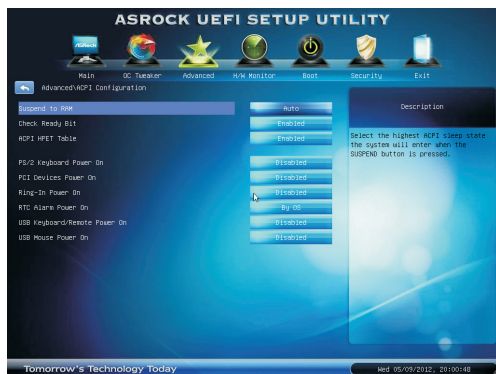 ASROCK UEFI SETUP UTILITY
ASRock
Main OC Tweaker Advanced H/W Monitor Boot Security Exit
Advanced\ACPI Configuration
Description
Suspend to RAM Auto
Check Ready Bit Enabled
ACPI HPET Table Enabled
PS/2 Keyboard Power On Disabled
PCI Devices Power On Disabled
Ring-In Power On Disabled
RTC Alarm Power On By OS
USB Keyboard/Remote Power On Disabled
USB Mouse Power On Disabled
Select the highest ACPI sleep state
the system will enter when the
SUSPEND button is pressed.
Tomorrow's Technology Today
Wed 05/09/2012, 20:00:48